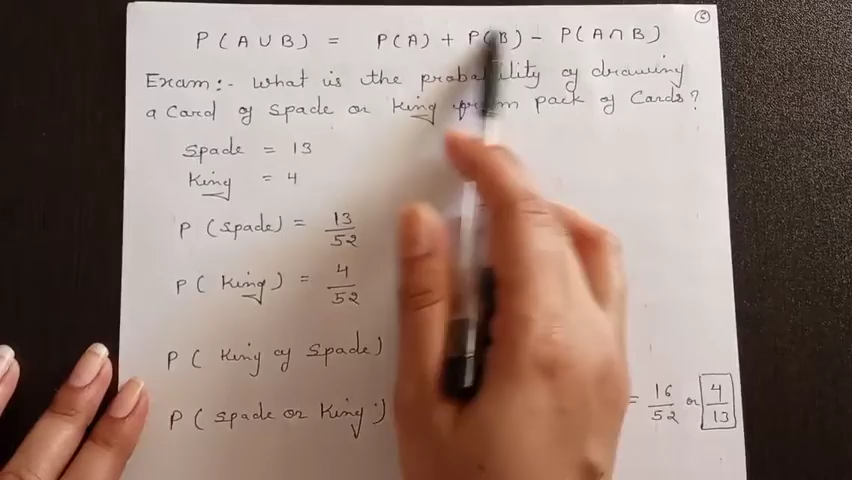 ②
P(A∪B) = P(A) + P(B) - P(A∩B)
Exam:- What is the probability of drawing
a Card of Spade or King from pack of Cards?
Spade = 13
King = 4
P (Spade) = 13/52
P (King) = 4/52
P (King of Spade)
P (Spade or King) = 16/52 or 4/13